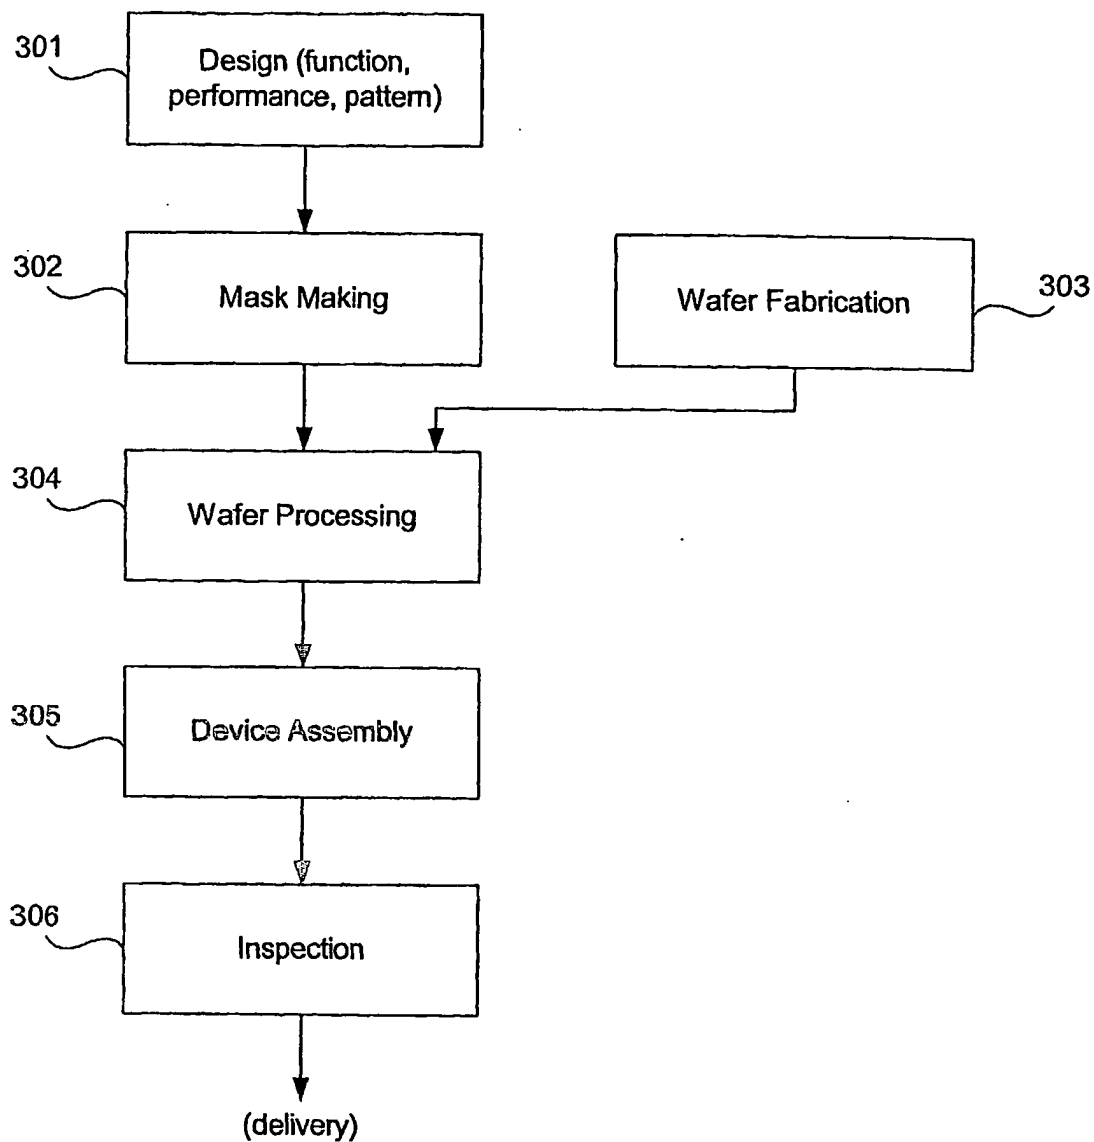 301
Design (function,
performance, pattern)
302
Mask Making
Wafer Fabrication
303
304
Wafer Processing
305
Device Assembly
306
Inspection
(delivery)